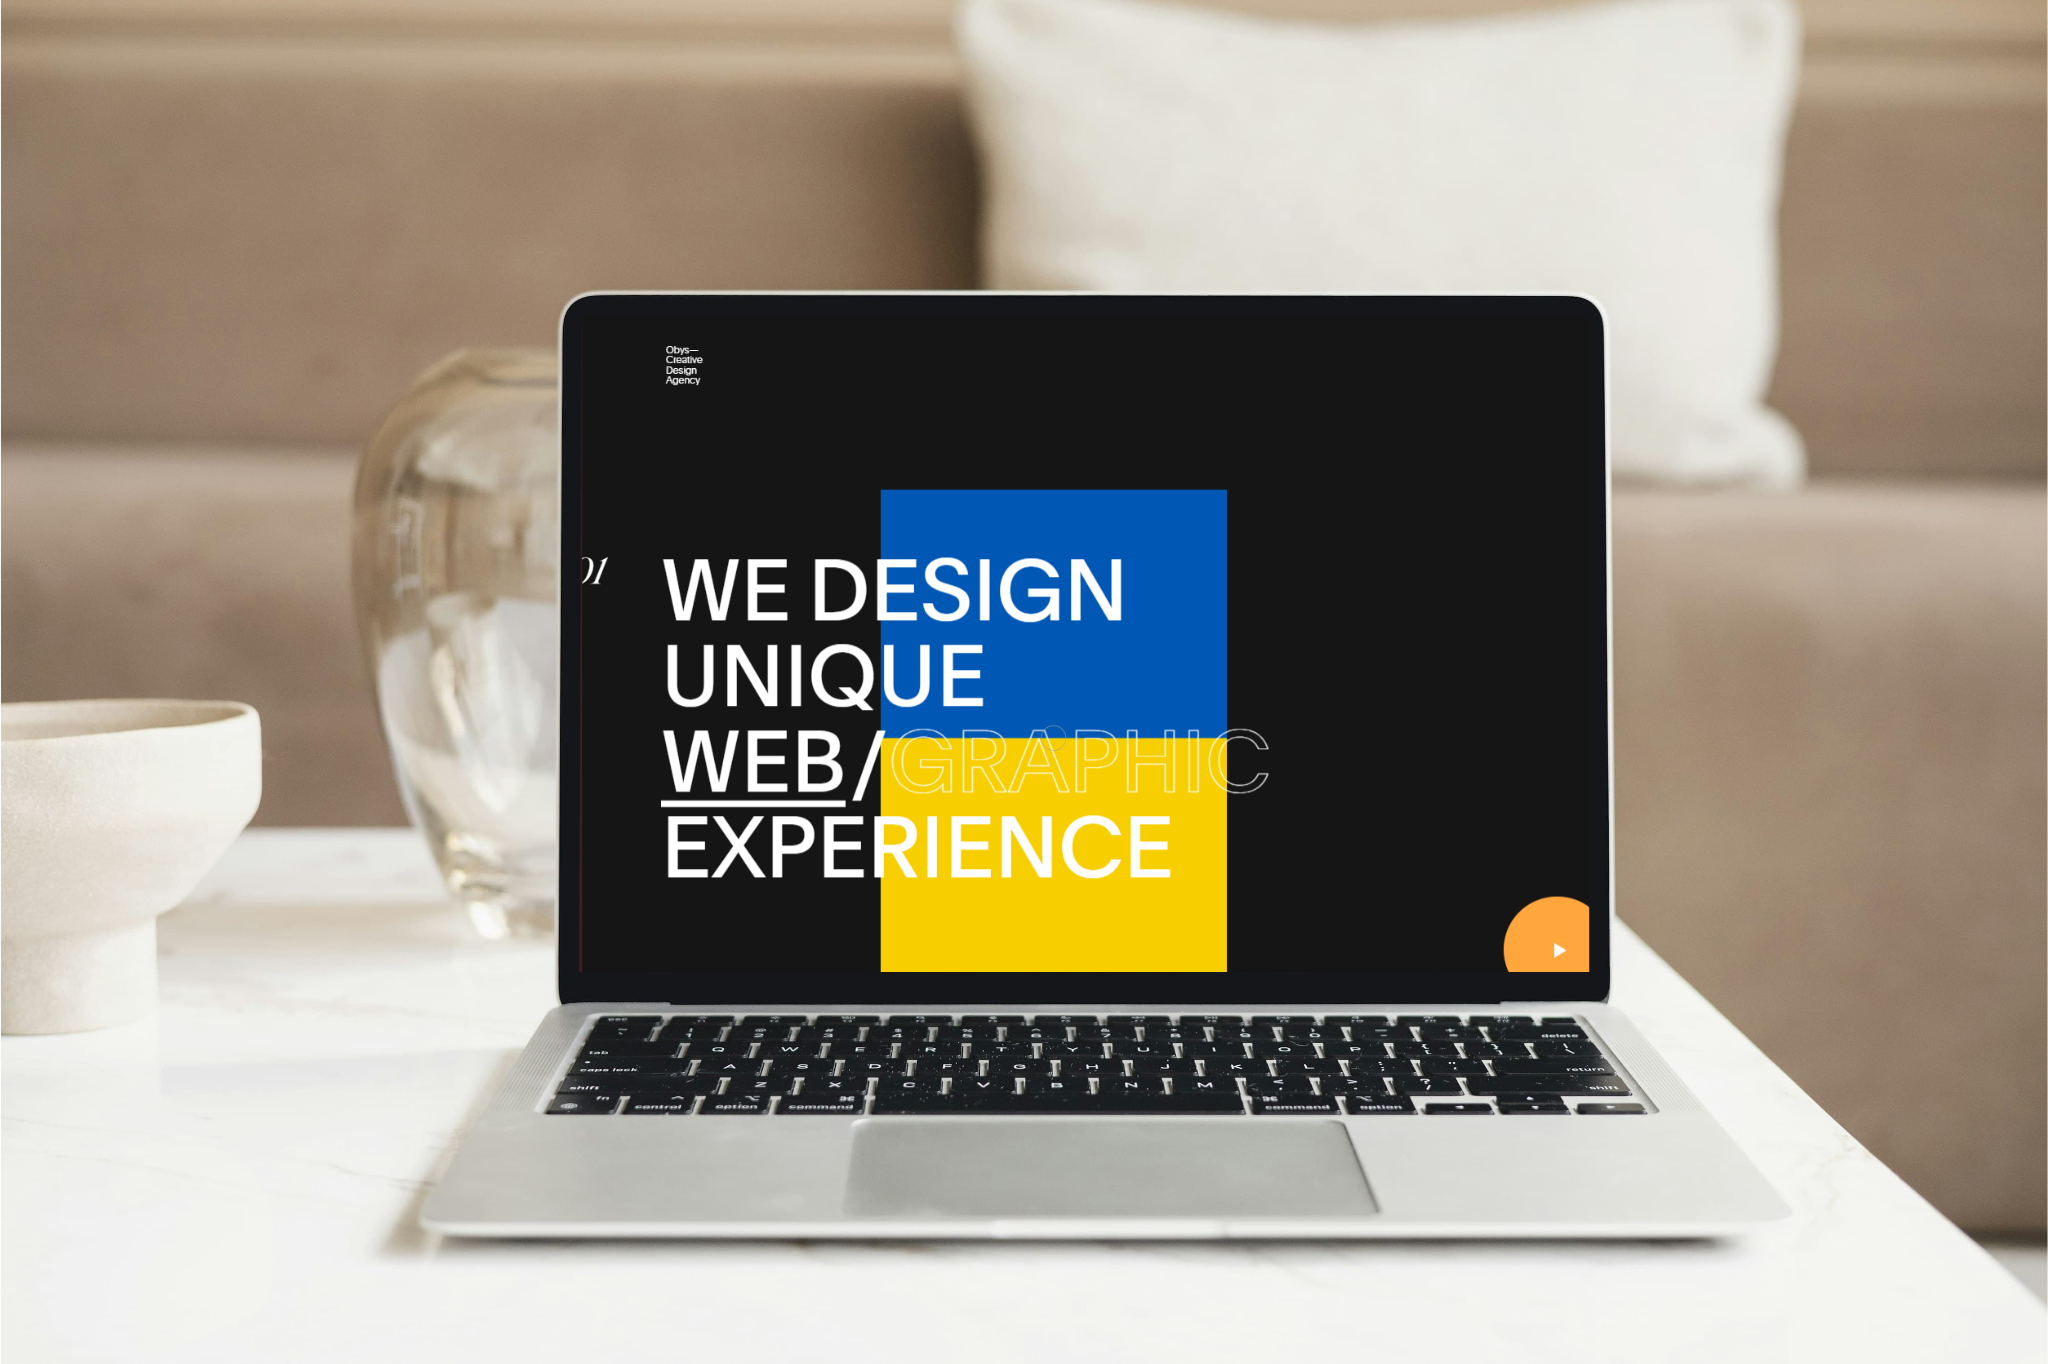 Obys—
Creative
Design
Agency
01
WE DESIGN
UNIQUE
WEB/GRAPHIC
EXPERIENCE
esc
delete
tab
Q W E R T Y U I O P
caps lock
A S D F G H J K L
return
shift
Z X C V B N M
shift
fn
control
option
command
command
option